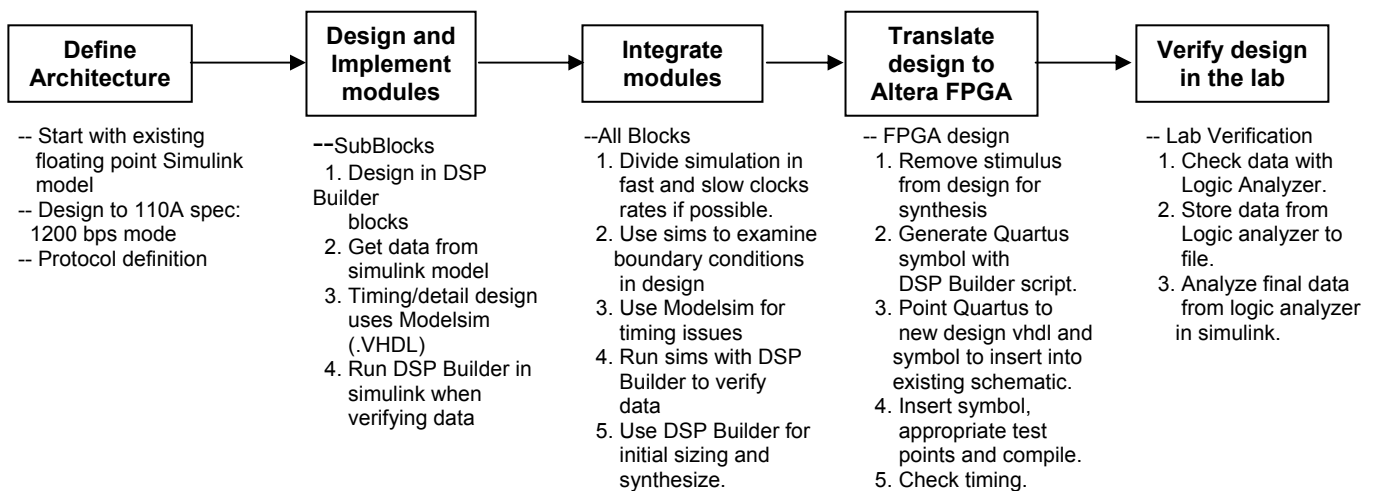 Define
Architecture
Design and
Implement
modules
Integrate
modules
Translate
design to
Altera FPGA
Verify design
in the lab
-- Start with existing
floating point Simulink
model
-- Design to 110A spec:
1200 bps mode
-- Protocol definition
--SubBlocks
1. Design in DSP
Builder
blocks
2. Get data from
simulink model
3. Timing/detail design
uses Modelsim
(.VHDL)
4. Run DSP Builder in
simulink when
verifying data
--All Blocks
1. Divide simulation in
fast and slow clocks
rates if possible.
2. Use sims to examine
boundary conditions
in design
3. Use Modelsim for
timing issues
4. Run sims with DSP
Builder to verify
data
5. Use DSP Builder for
initial sizing and
synthesize.
-- FPGA design
1. Remove stimulus
from design for
synthesis
2. Generate Quartus
symbol with
DSP Builder script.
3. Point Quartus to
new design vhdl and
symbol to insert into
existing schematic.
4. Insert symbol,
appropriate test
points and compile.
5. Check timing.
-- Lab Verification
1. Check data with
Logic Analyzer.
2. Store data from
Logic analyzer to
file.
3. Analyze final data
from logic analyzer
in simulink.